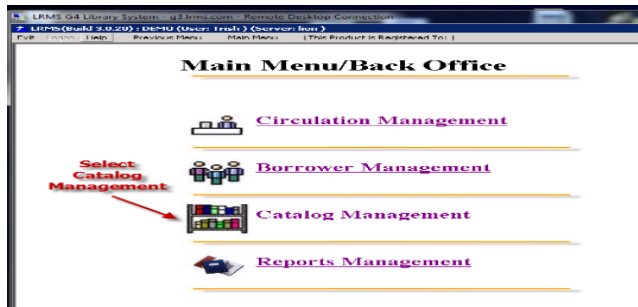 LRMS G4 Library System - g3.lrms.com - Remote Desktop Connection
LRMS(Build 3.0.20) : DEMO (User: Trish ) (Server: lion )
Exit Logon Help Previous Menu Main Menu [This Product is Registered To: ]
Main Menu/Back Office
Circulation Management
Borrower Management
Select
Catalog
Management
Catalog Management
Reports Management